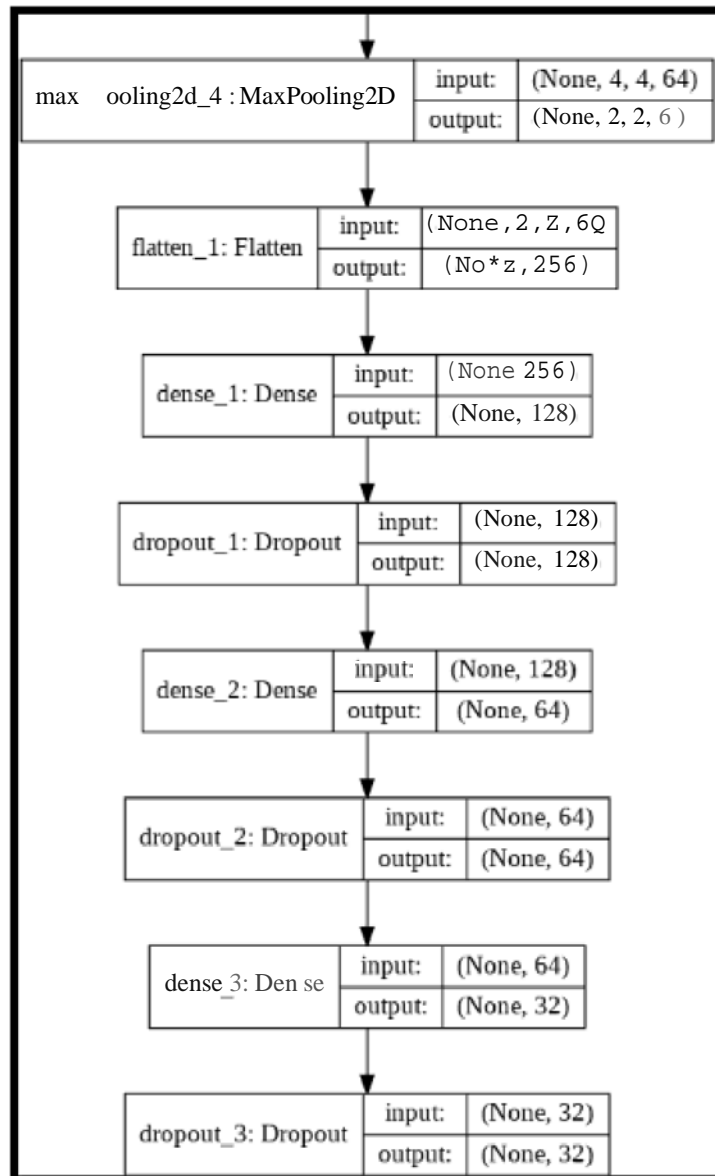 max ooling2d_4 : MaxPooling2D
input: (None, 4, 4, 64)
output: (None, 2, 2, 6 )
flatten_1: Flatten
input: (None,2,Z,6Q
output: (No*z,256)
dense_1: Dense
input: (None 256)
output: (None, 128)
dropout_1: Dropout
input: (None, 128)
output: (None, 128)
dense_2: Dense
input: (None, 128)
output: (None, 64)
dropout_2: Dropout
input: (None, 64)
output: (None, 64)
dense_3: Den se
input: (None, 64)
output: (None, 32)
dropout_3: Dropout
input: (None, 32)
output: (None, 32)